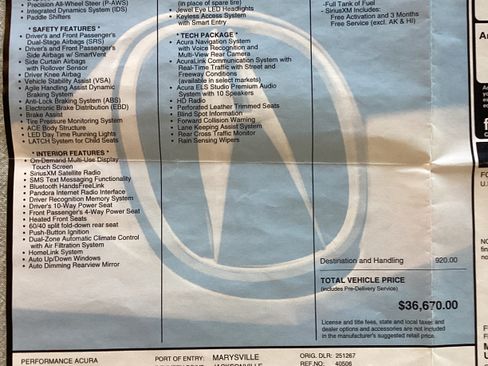 • Precision All-Wheel Steer (P-AWS)
• Integrated Dynamics System (IDS)
• Paddle Shifters
* SAFETY FEATURES *
• Driver's and Front Passenger's
Dual-Stage Airbags (SRS)
• Driver's and Front Passenger's
Side Airbags w/ SmartVent
• Side Curtain Airbags
with Rollover Sensor
• Driver Knee Airbag
• Vehicle Stability Assist (VSA)
• Agile Handling Assist Dynamic
Braking System
• Anti-Lock Braking System (ABS)
• Electronic Brake Distribution (EBD)
• Brake Assist
• Tire Pressure Monitoring System
• ACE Body Structure
• LED Day Time Running Lights
• LATCH System for Child Seats
* INTERIOR FEATURES *
• On-Demand Multi-Use Display
Touch Screen
• SiriusXM Satellite Radio
• SMS Text Messaging Functionality
• Bluetooth HandsFreeLink
• Pandora Internet Radio Interface
• Driver Recognition Memory System
• Driver's 10-Way Power Seat
• Front Passenger's 4-Way Power Seat
• Heated Front Seats
• 60/40 split fold-down rear seat
• Push-Button Ignition
• Dual-Zone Automatic Climate Control
with Air Filtration System
• HomeLink System
• Auto Up/Down Windows
• Auto Dimming Rearview Mirror
(in place of spare tire)
• Jewel Eye LED Headlights
• Keyless Access System
with Smart Entry
* TECH PACKAGE *
• Acura Navigation System
with Voice Recognition and
Multi-View Rear Camera
• AcuraLink Communication System with
Real-Time Traffic with Street and
Freeway Conditions
(available in select markets)
• Acura ELS Studio Premium Audio
System with 10 Speakers
• HD Radio
• Perforated Leather Trimmed Seats
• Blind Spot Information
• Forward Collision Warning
• Lane Keeping Assist System
• Rear Cross Traffic Monitor
• Rain Sensing Wipers
-Full Tank of Fuel
-SiriusXM Includes:
Free Activation and 3 Months
Free Service (excl. AK & HI)
Destination and Handling 920.00
TOTAL VEHICLE PRICE
(includes Pre-Delivery Service)
$36,670.00
License and title fees, state and local taxes and
dealer options and accessories are not included
in the manufacturer's suggested retail price.
PERFORMANCE ACURA
PORT OF ENTRY: MARYSVILLE
ORIG. DLR: 251267
REF.NO: 40506